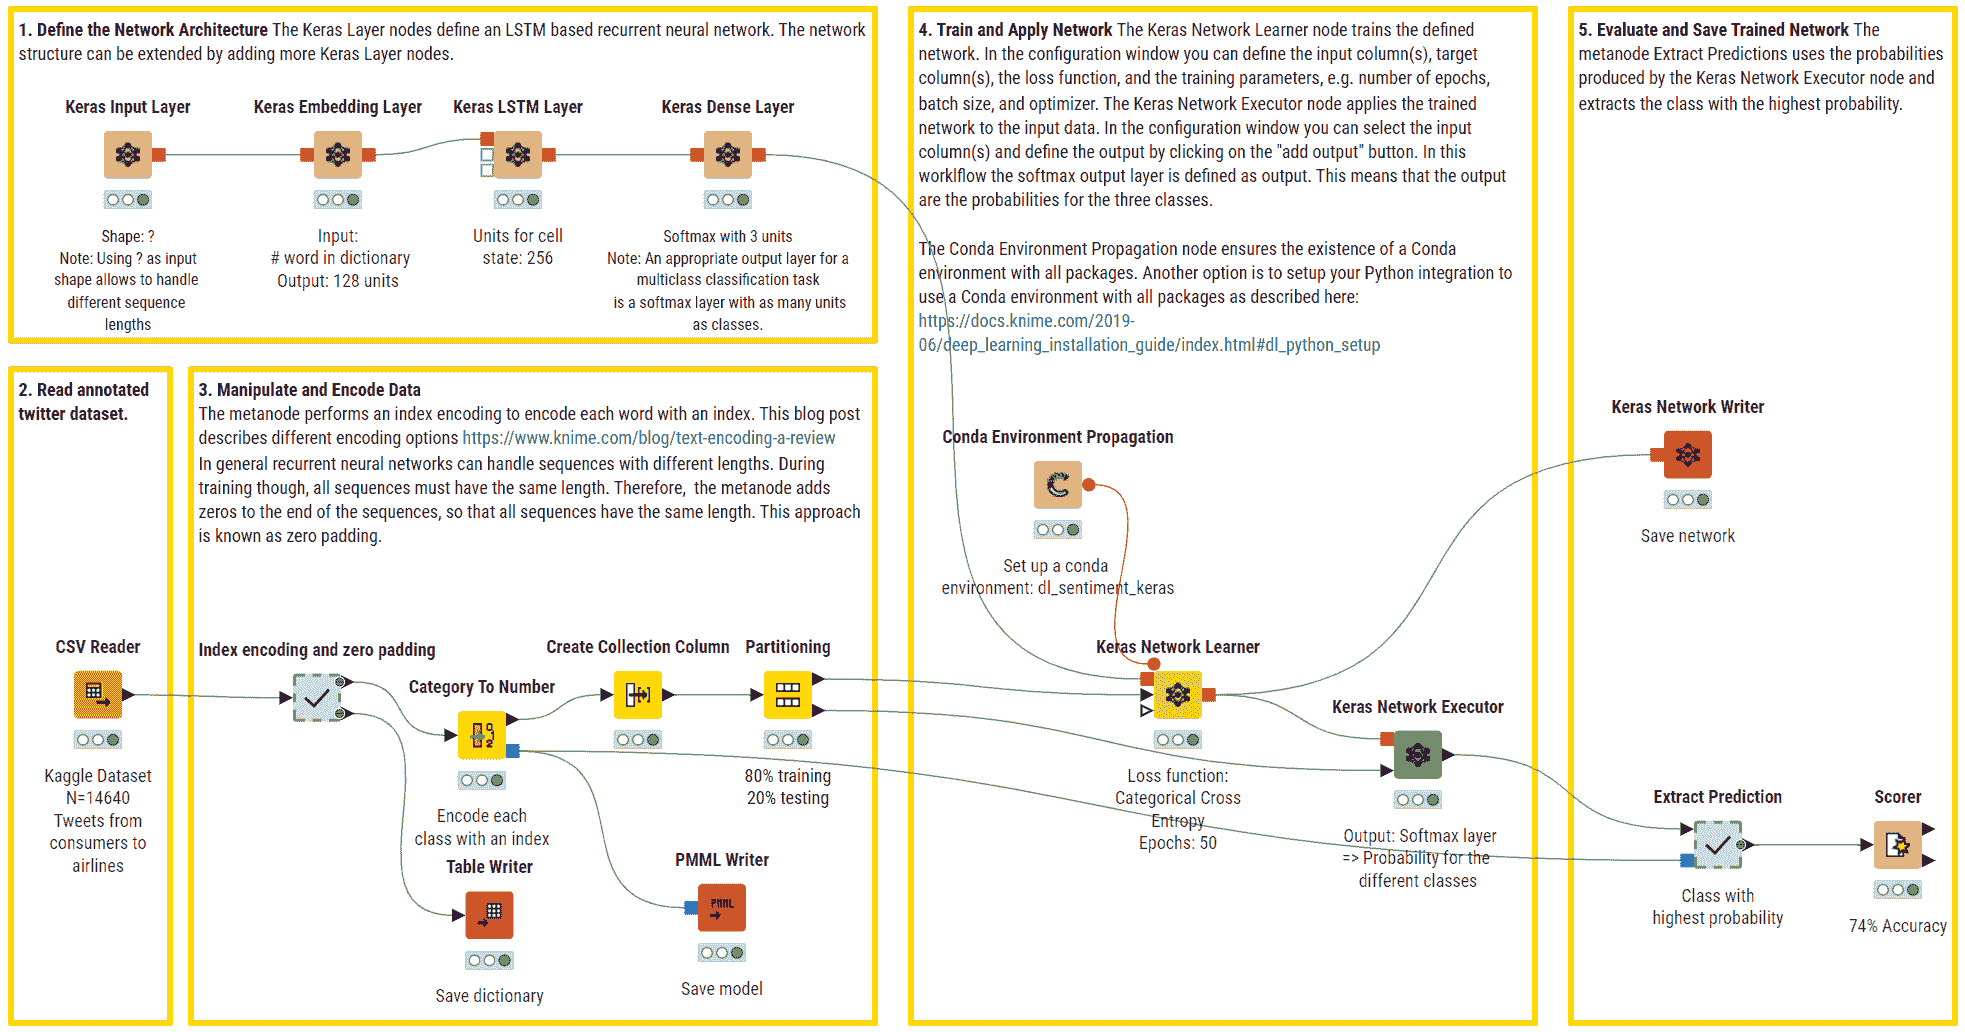 1. Define the Network Architecture The Keras Layer nodes define an LSTM based recurrent neural network. The network
structure can be extended by adding more Keras Layer nodes.
Keras Input Layer
Keras Embedding Layer
Keras LSTM Layer
Keras Dense Layer
Shape: ?
Note: Using ? as input
shape allows to handle
different sequence
lengths
Input:
# word in dictionary
Output: 128 units
Units for cell
state: 256
Softmax with 3 units
Note: An appropriate output layer for a
multiclass classification task
is a softmax layer with as many units
as classes.
2. Read annotated
twitter dataset.
CSV Reader
Kaggle Dataset
N=14640
Tweets from
consumers to
airlines
3. Manipulate and Encode Data
The metanode performs an index encoding to encode each word with an index. This blog post
describes different encoding options https://www.knime.com/blog/text-encoding-a-review
In general recurrent neural networks can handle sequences with different lengths. During
training though, all sequences must have the same length. Therefore, the metanode adds
zeros to the end of the sequences, so that all sequences have the same length. This approach
is known as zero padding.
Index encoding and zero padding
Category To Number
Encode each
class with an index
Create Collection Column
Partitioning
80% training
20% testing
Table Writer
Save dictionary
PMML Writer
PMML
Save model
4. Train and Apply Network The Keras Network Learner node trains the defined
network. In the configuration window you can define the input column(s), target
column(s), the loss function, and the training parameters, e.g. number of epochs,
batch size, and optimizer. The Keras Network Executor node applies the trained
network to the input data. In the configuration window you can select the input
column(s) and define the output by clicking on the "add output" button. In this
worklflow the softmax output layer is defined as output. This means that the output
are the probabilities for the three classes.
The Conda Environment Propagation node ensures the existence of a Conda
environment with all packages. Another option is to setup your Python integration to
use a Conda environment with all packages as described here:
https://docs.knime.com/2019-
06/deep_learning_installation_guide/index.html#dl_python_setup
Conda Environment Propagation
Set up a conda
environment: dl_sentiment_keras
Keras Network Learner
Loss function:
Categorical Cross
Entropy
Epochs: 50
Keras Network Executor
Output: Softmax layer
=> Probability for the
different classes
5. Evaluate and Save Trained Network The
metanode Extract Predictions uses the probabilities
produced by the Keras Network Executor node and
extracts the class with the highest probability.
Keras Network Writer
Save network
Extract Prediction
Class with
highest probability
Scorer
74% Accuracy